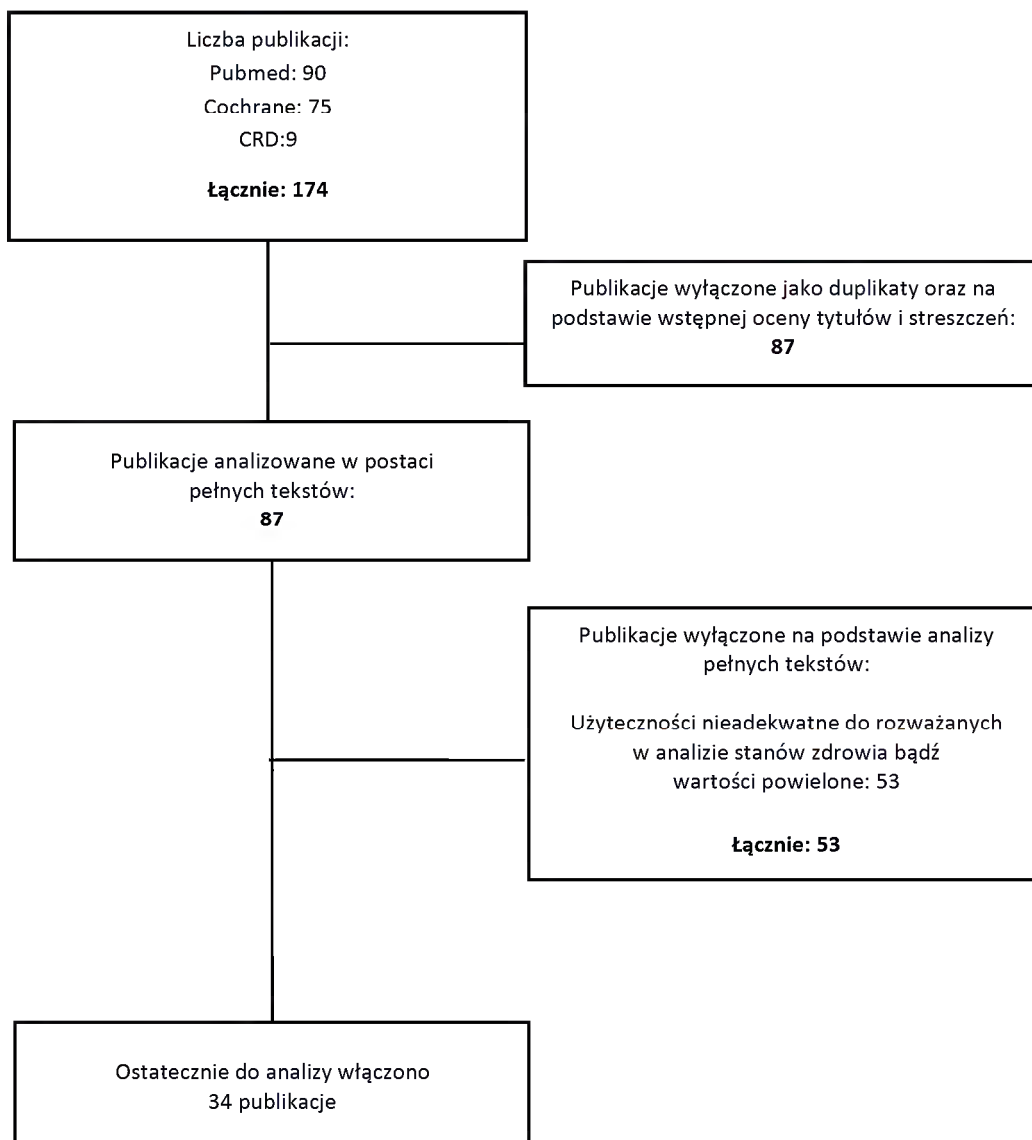 Liczba publikacji:
Pubmed: 90
Cochrane: 75
CRD:9
Łącznie: 174
Publikacje wyłączone jako duplikaty oraz na
podstawie wstępnej oceny tytułów i streszczeń:
87
Publikacje analizowane w postaci
pełnych tekstów:
87
Publikacje wyłączone na podstawie analizy
pełnych tekstów:
Użyteczności nieadekwatne do rozważanych
w analizie stanów zdrowia bądź
wartości powielone: 53
Łącznie: 53
Ostatecznie do analizy włączono
34 publikacje